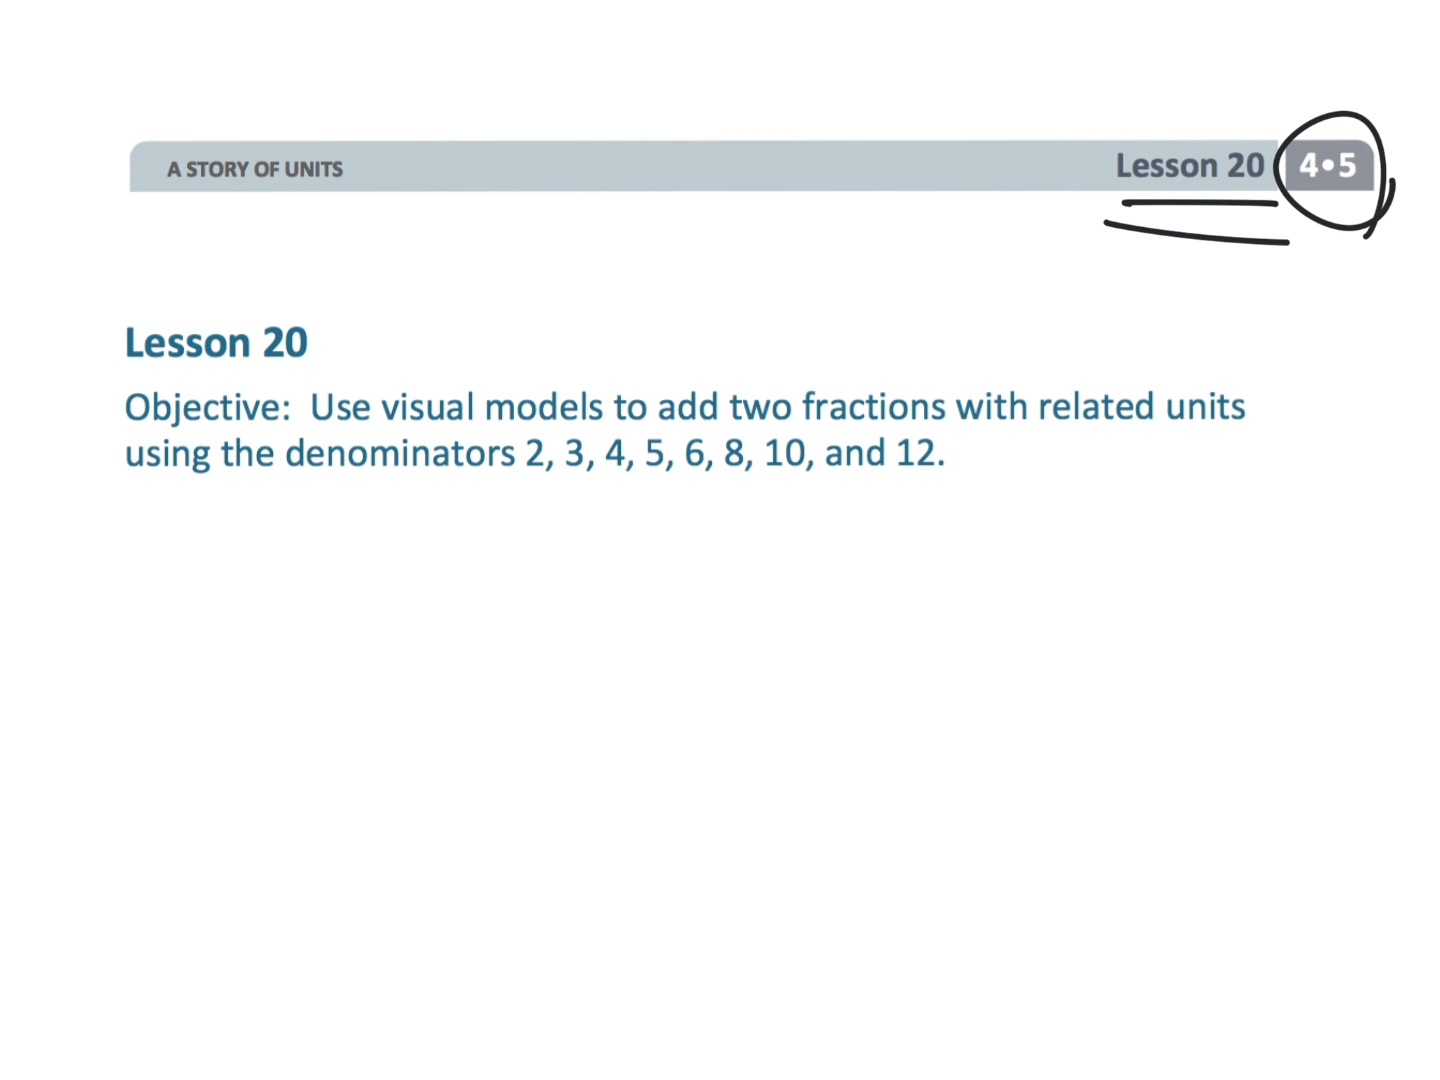 A STORY OF UNITS
Lesson 20
4•5
Lesson 20
Objective: Use visual models to add two fractions with related units
using the denominators 2, 3, 4, 5, 6, 8, 10, and 12.